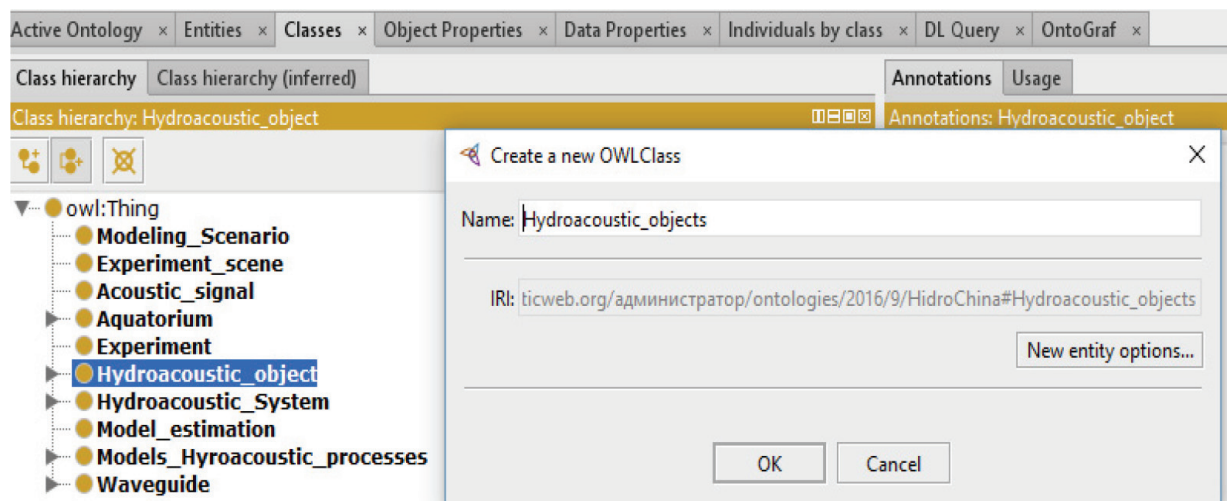 Active Ontology × Entities × Classes × Object Properties × Data Properties × Individuals by class × DL Query × OntoGraf ×
Class hierarchy Class hierarchy (inferred)
Annotations Usage
Class hierarchy: Hydroacoustic_object
Annotations: Hydroacoustic_object
owl:Thing
Modeling_Scenario
Experiment_scene
Acoustic_signal
Aquatorium
Experiment
Hydroacoustic_object
Hydroacoustic_System
Model_estimation
Models_Hyroacoustic_processes
Waveguide
Create a new OWLClass
Name: Hydroacoustic_objects
IRI: ticweb.org/администратор/ontologies/2016/9/HidroChina#Hydroacoustic_objects
New entity options...
OK Cancel